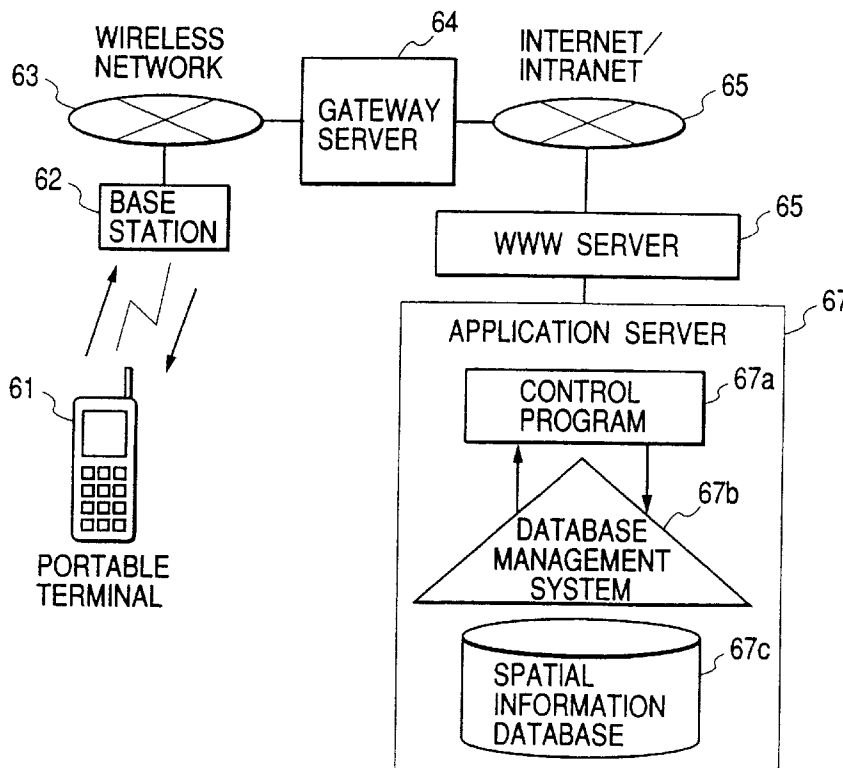 WIRELESS
NETWORK
63
64
GATEWAY
SERVER
INTERNET/
INTRANET
65
62
BASE
STATION
65
WWW SERVER
61
PORTABLE
TERMINAL
67
APPLICATION SERVER
CONTROL
PROGRAM
67a
67b
DATABASE
MANAGEMENT
SYSTEM
67c
SPATIAL
INFORMATION
DATABASE